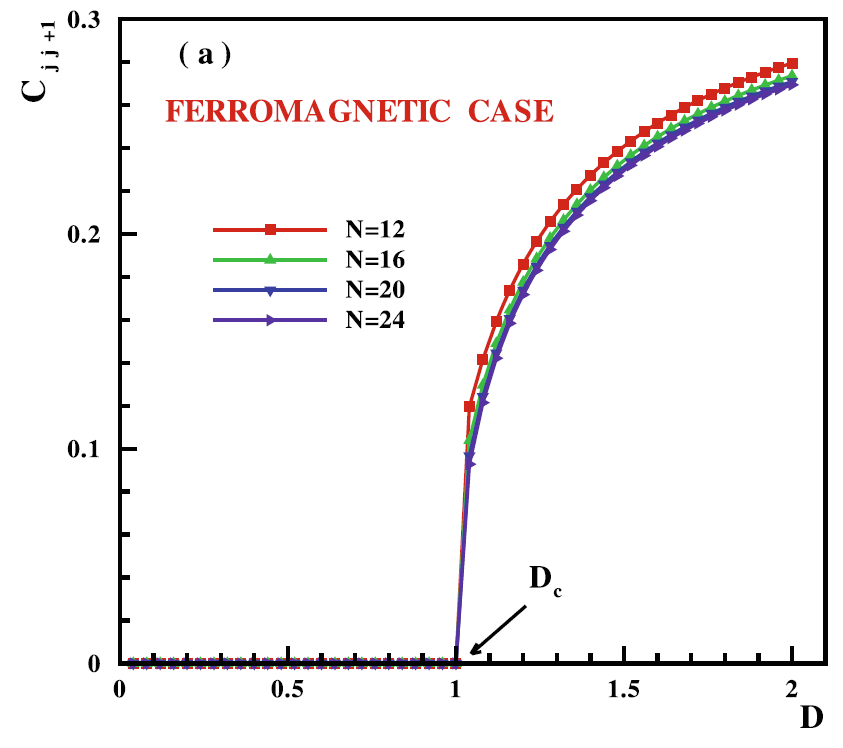 0.3
( a )
C j j +1
FERROMAGNETIC CASE
0.2
N=12
N=16
N=20
N=24
0.1
Dc
0
0 0.5 1 1.5 2
D